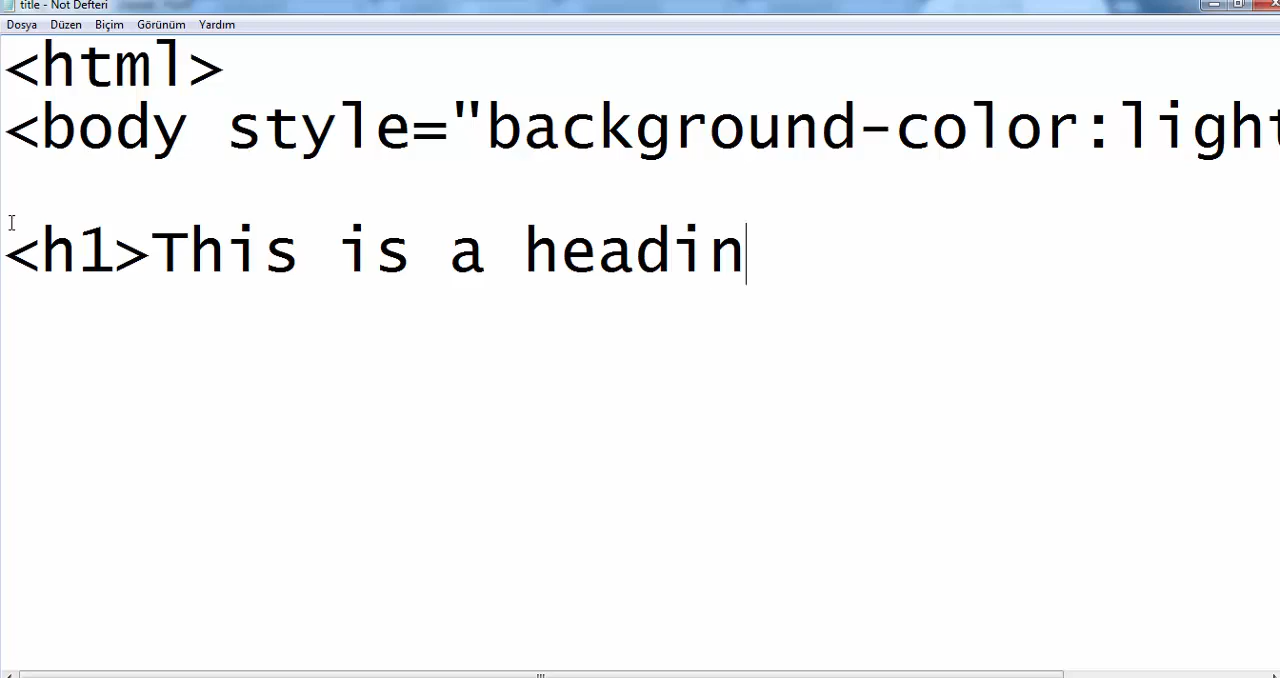 title - Not Defteri
Dosya Düzen Biçim Görünüm Yardım
<html>
<body style="background-color:light
<h1>This is a headin